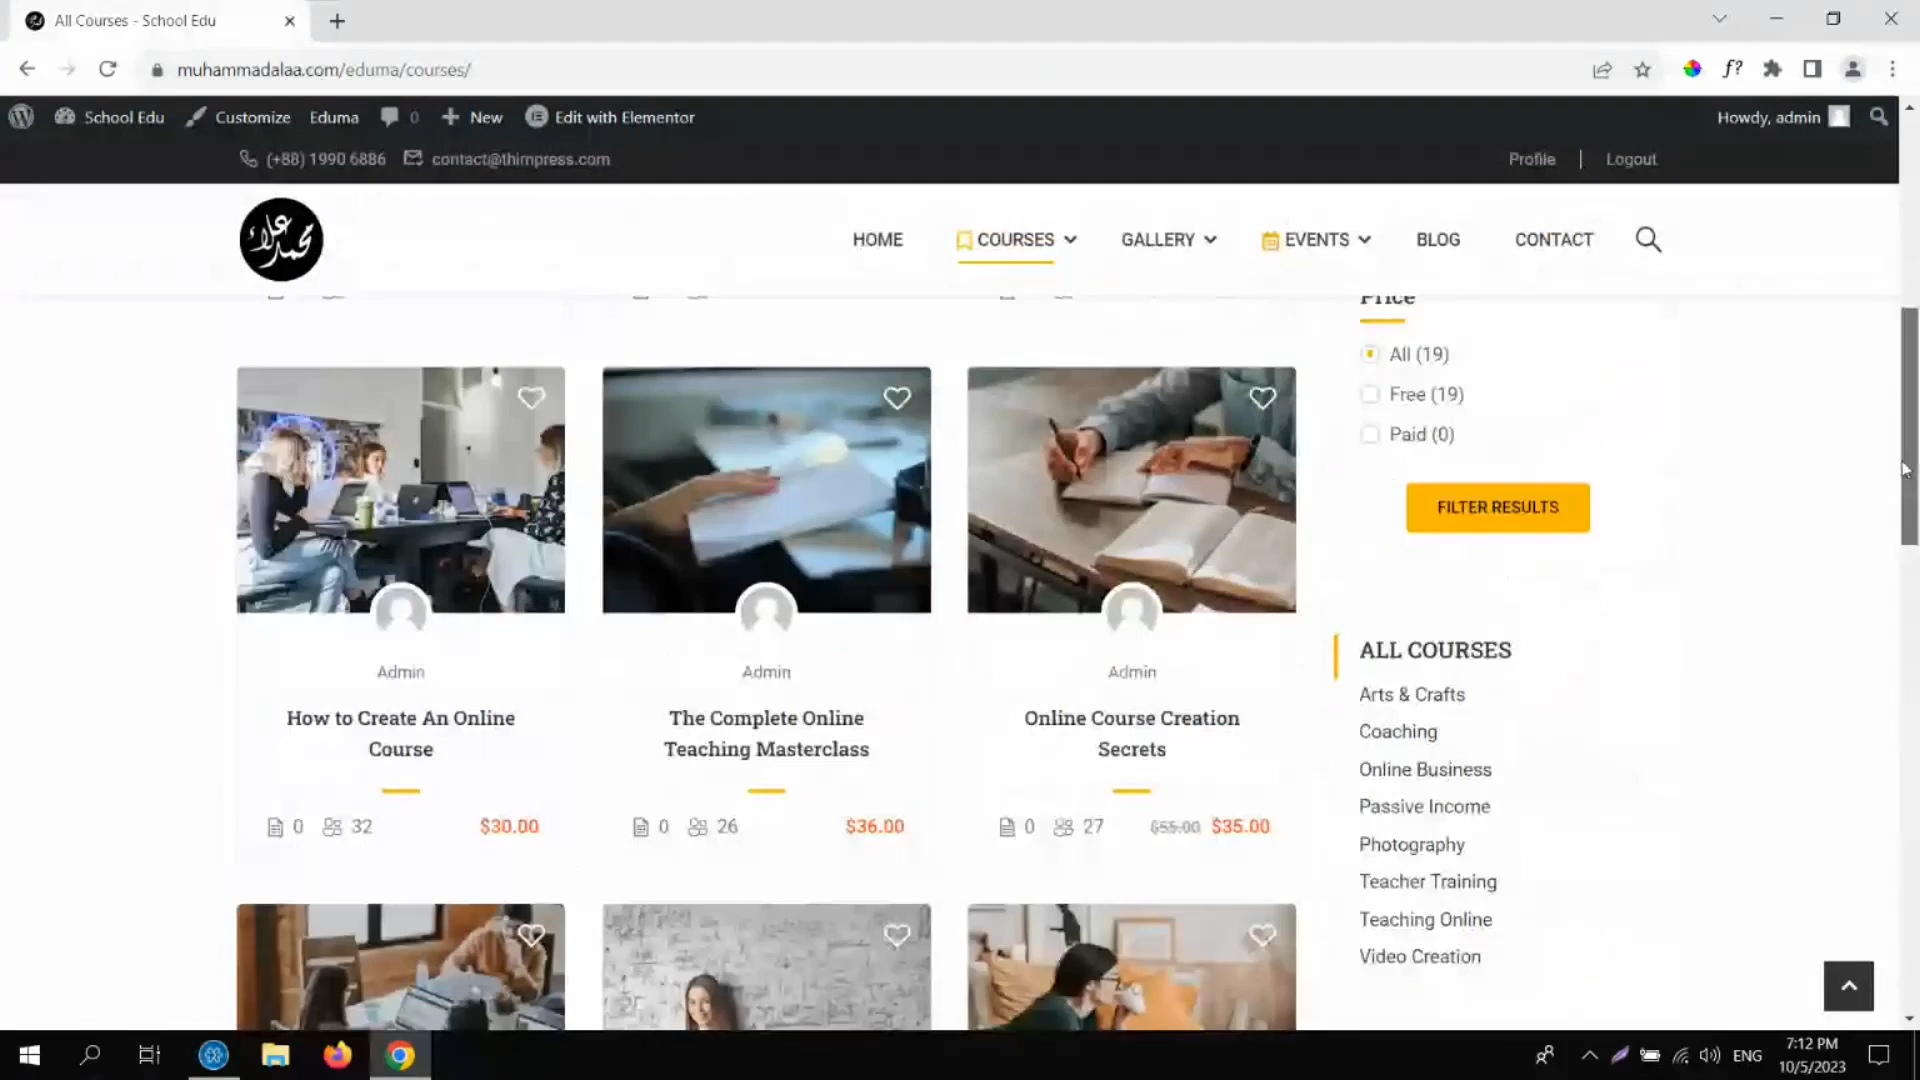 All Courses - School Edu
muhammadalaa.com/eduma/courses/
f?
School Edu Customize Eduma 0 New Edit with Elementor Howdy, admin
(+88) 1990 6886 contact@thimpress.com Profile | Logout
محمد علاء
HOME COURSES GALLERY EVENTS BLOG CONTACT
Price
All (19)
Free (19)
Paid (0)
FILTER RESULTS
Admin
How to Create An Online
Course
0 32 $30.00
Admin
The Complete Online
Teaching Masterclass
0 26 $36.00
Admin
Online Course Creation
Secrets
0 27 $55.00 $35.00
ALL COURSES
Arts & Crafts
Coaching
Online Business
Passive Income
Photography
Teacher Training
Teaching Online
Video Creation
ENG
7:12 PM
10/5/2023